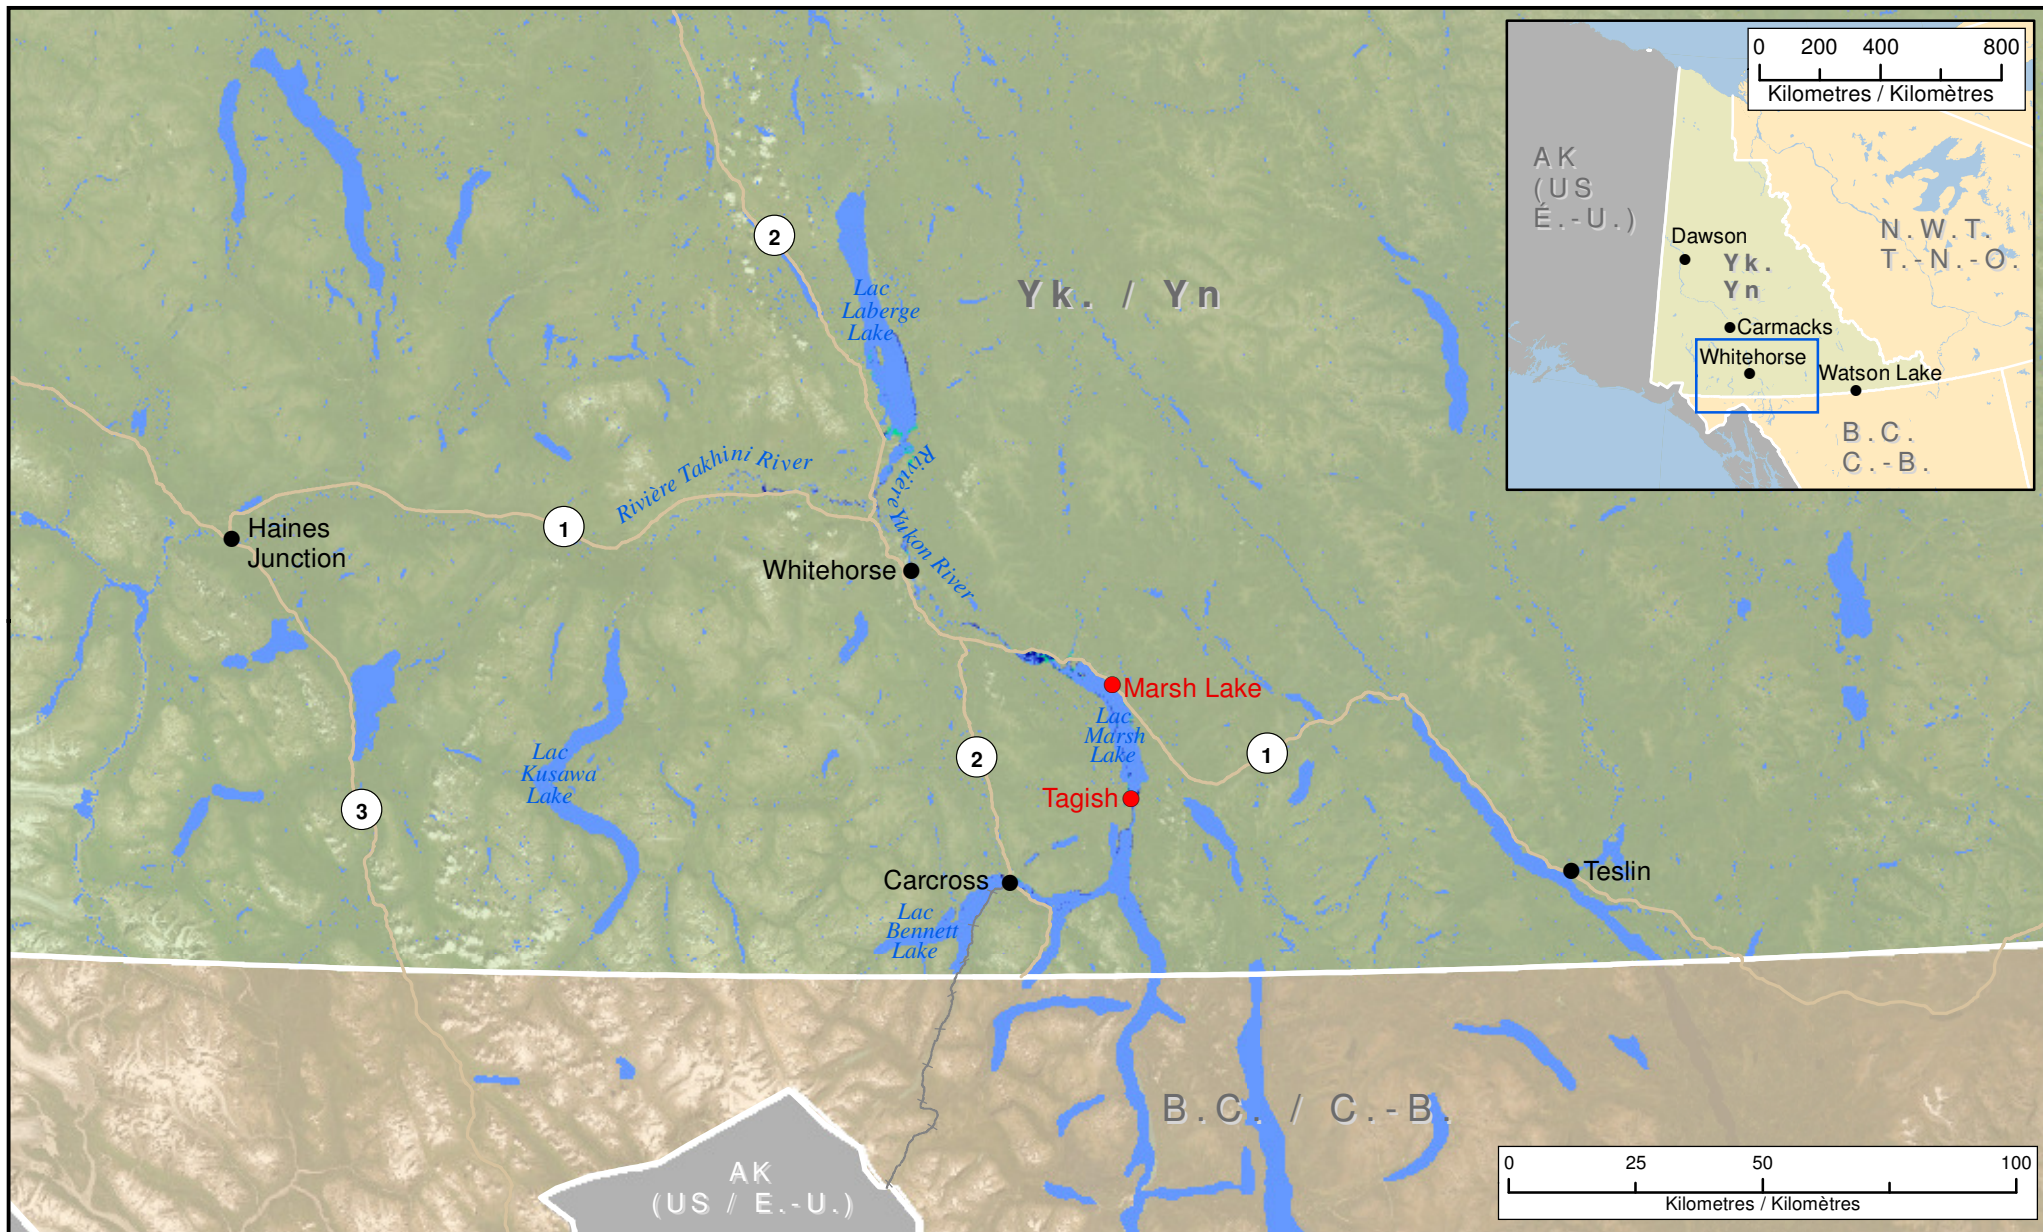 0 200 400 800
Kilometres / Kilomètres
AK
(US
É.-U.)
N.W.T.
T.-N.-O.
Dawson
Yk.
Yn
Carmacks
Whitehorse
Watson Lake
B.C.
C.-B.
2
Lac
Laberge
Lake
Yk. / Yn
Rivière Takhini River
Rivière Yukon River
1
Haines
Junction
Whitehorse
Marsh Lake
Lac
Marsh
Lake
2
1
Lac
Kusawa
Lake
3
Tagish
Teslin
Carcross
Lac
Bennett
Lake
B.C. / C.-B.
AK
(US / E.-U.)
0 25 50 100
Kilometres / Kilomètres